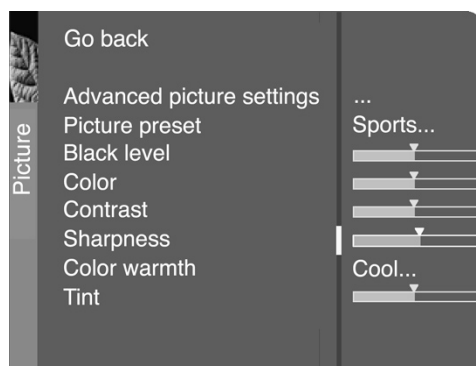 Go back
Advanced picture settings ...
Picture preset Sports...
Black level
Color
Contrast
Sharpness
Color warmth Cool...
Tint
Picture